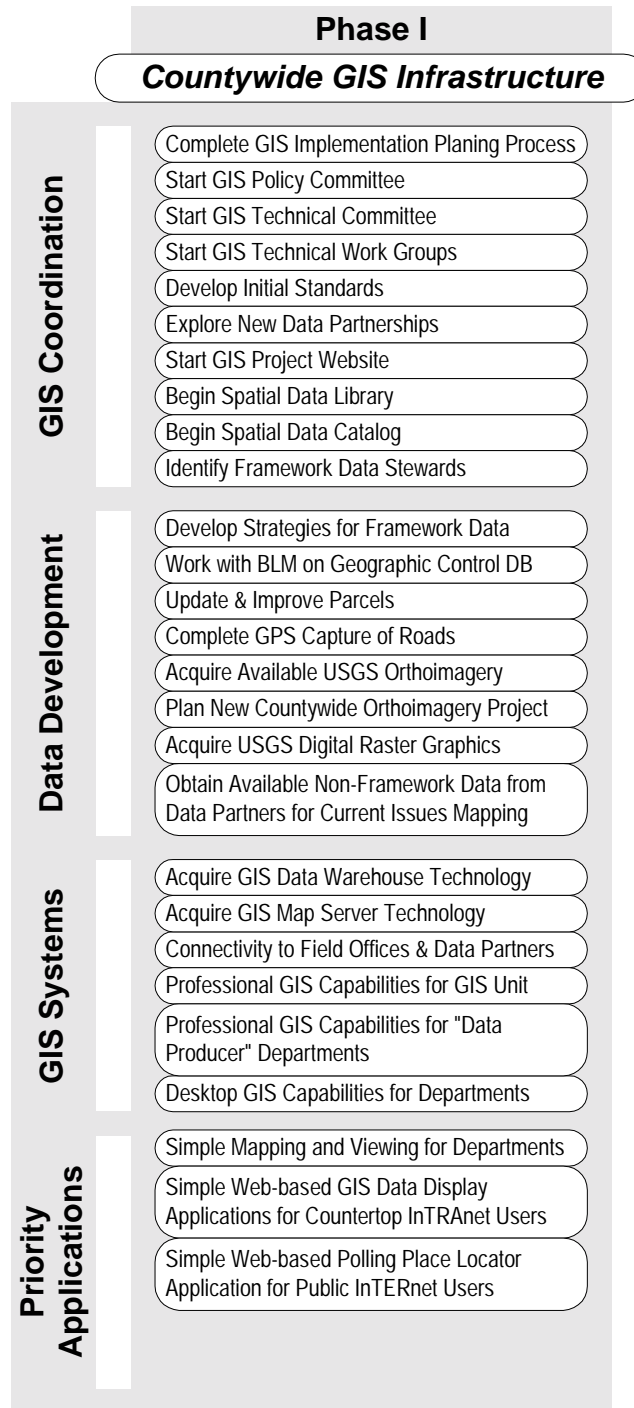 Phase I
Countywide GIS Infrastructure
GIS Coordination
Complete GIS Implementation Planing Process
Start GIS Policy Committee
Start GIS Technical Committee
Start GIS Technical Work Groups
Develop Initial Standards
Explore New Data Partnerships
Start GIS Project Website
Begin Spatial Data Library
Begin Spatial Data Catalog
Identify Framework Data Stewards
Data Development
Develop Strategies for Framework Data
Work with BLM on Geographic Control DB
Update & Improve Parcels
Complete GPS Capture of Roads
Acquire Available USGS Orthoimagery
Plan New Countywide Orthoimagery Project
Acquire USGS Digital Raster Graphics
Obtain Available Non-Framework Data from
Data Partners for Current Issues Mapping
GIS Systems
Acquire GIS Data Warehouse Technology
Acquire GIS Map Server Technology
Connectivity to Field Offices & Data Partners
Professional GIS Capabilities for GIS Unit
Professional GIS Capabilities for "Data
Producer" Departments
Desktop GIS Capabilities for Departments
Priority
Applications
Simple Mapping and Viewing for Departments
Simple Web-based GIS Data Display
Applications for Countertop InTRAnet Users
Simple Web-based Polling Place Locator
Application for Public InTERnet Users